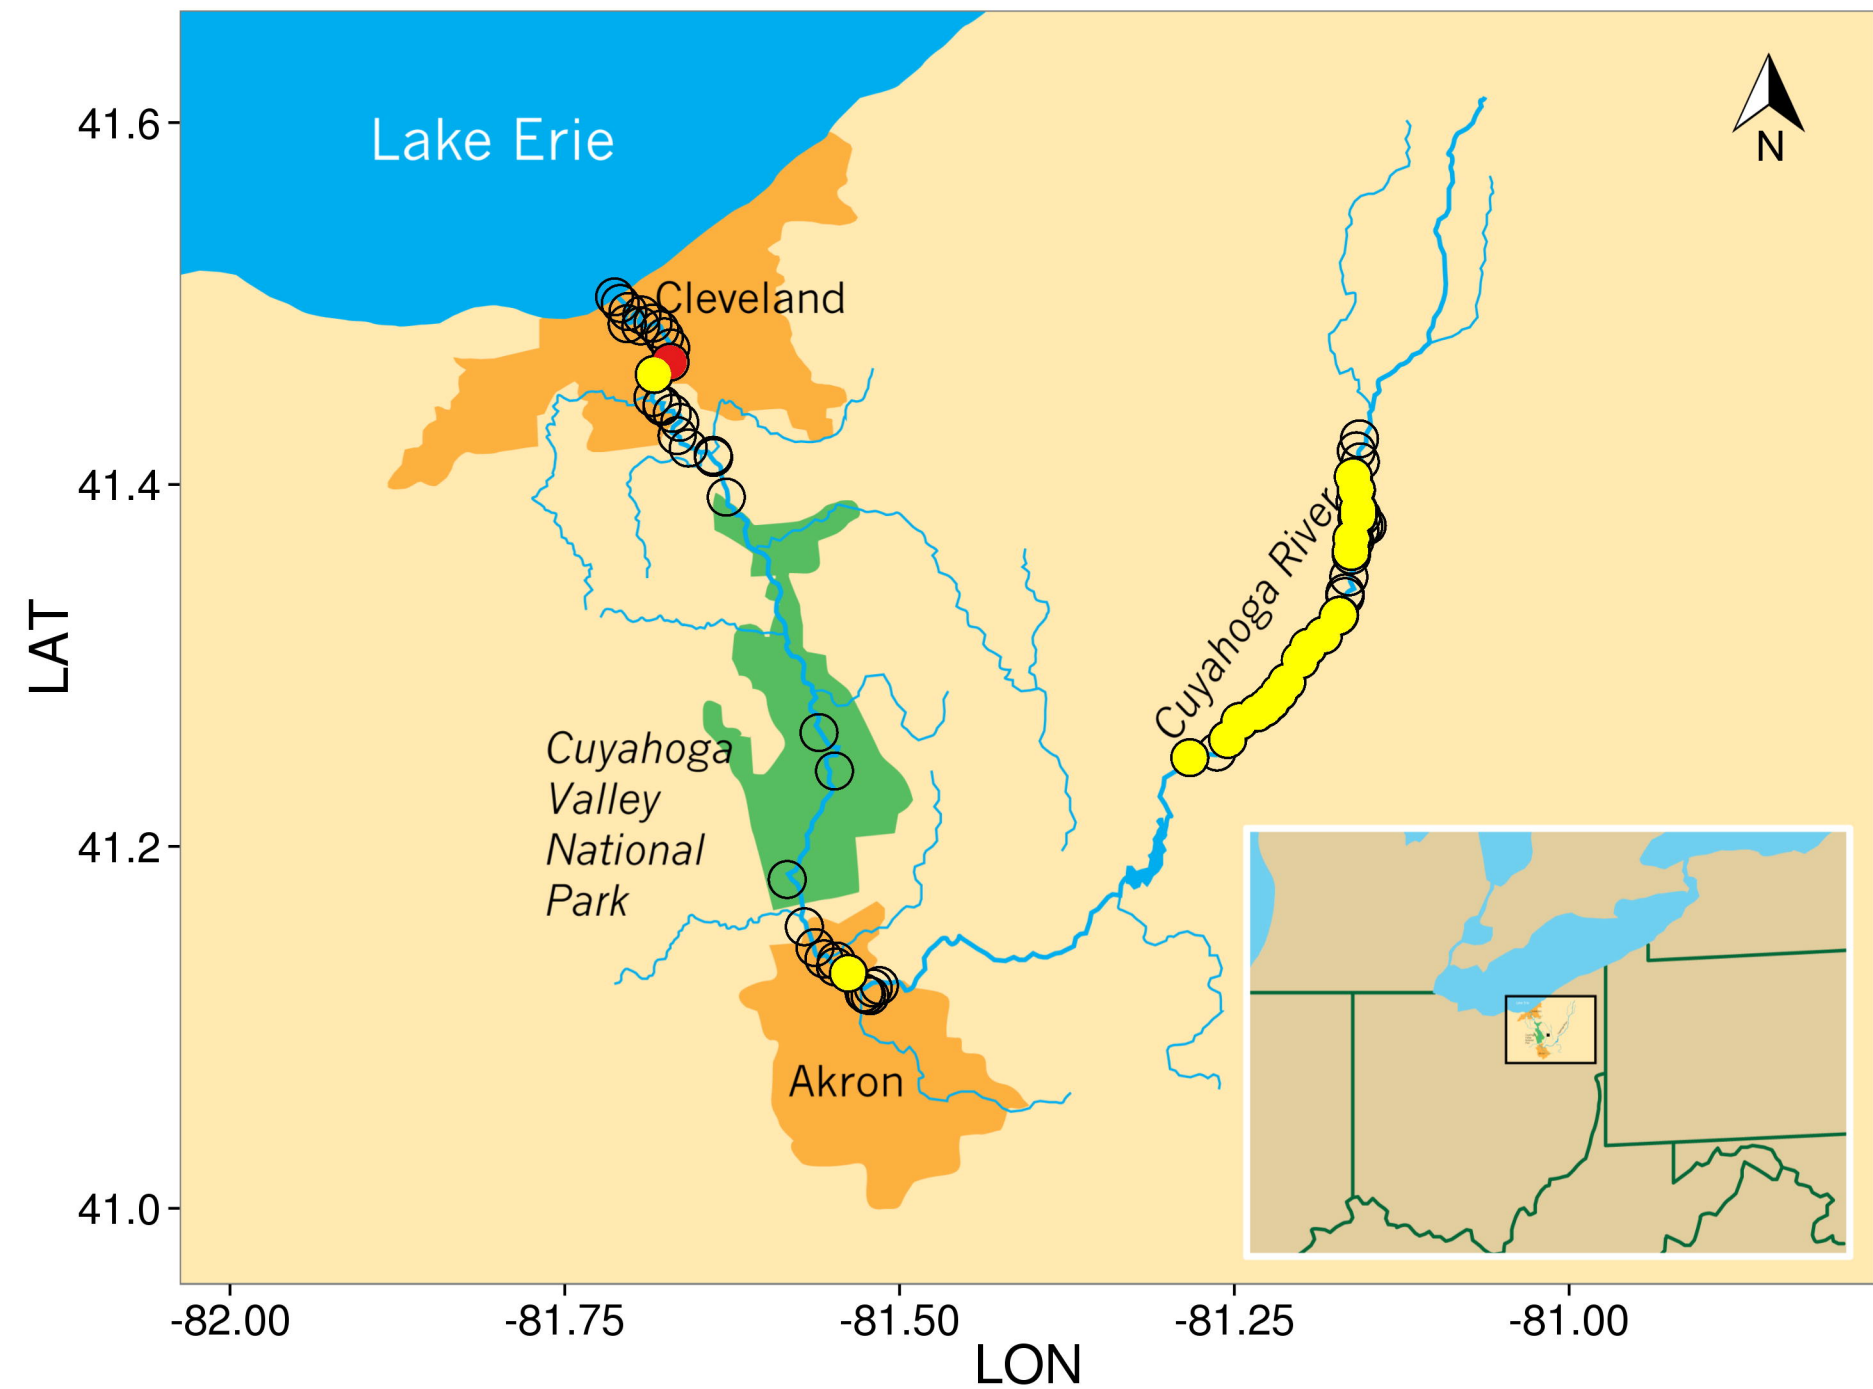 41.6
Lake Erie
N
Cleveland
41.4
Cuyahoga River
LAT
Cuyahoga
Valley
National
Park
41.2
Akron
41.0
-82.00
-81.75
-81.50
-81.25
-81.00
LON